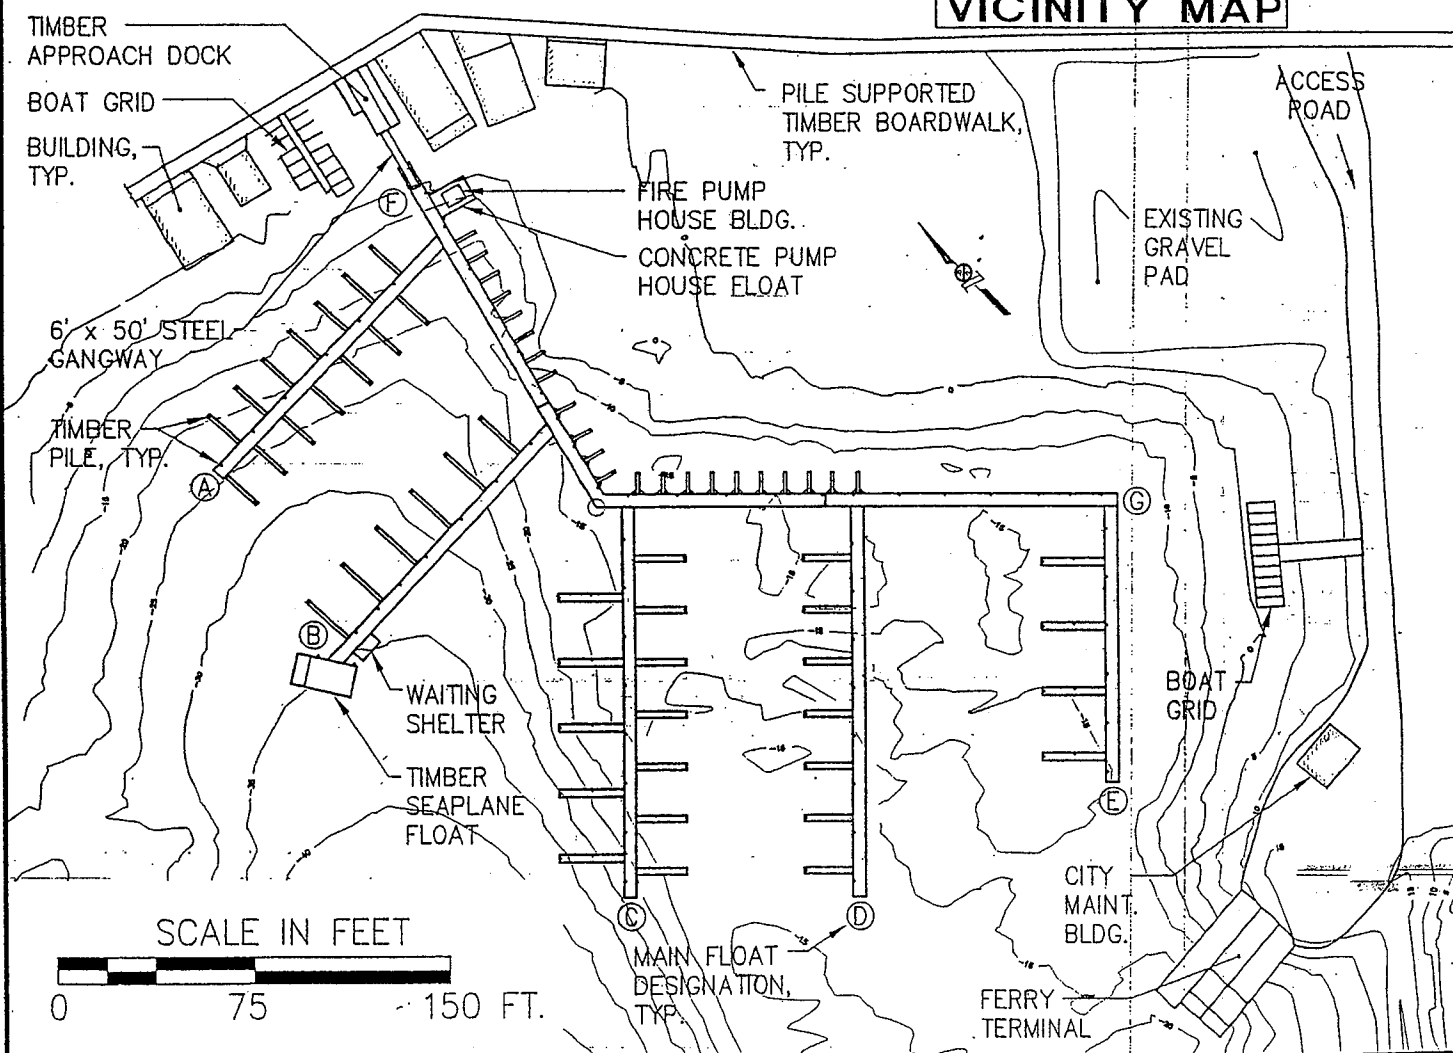 VICINITY MAP
TIMBER
APPROACH DOCK
BOAT GRID
BUILDING,
TYP.
PILE SUPPORTED
TIMBER BOARDWALK,
TYP.
ACCESS
ROAD
FIRE PUMP
HOUSE BLDG.
CONCRETE PUMP
HOUSE FLOAT
EXISTING
GRAVEL
PAD
F
6' x 50' STEEL
GANGWAY
TIMBER
PILE, TYP.
A
G
B
WAITING
SHELTER
TIMBER
SEAPLANE
FLOAT
BOAT
GRID
E
CITY
MAINT.
BLDG.
C
D
MAIN FLOAT
DESIGNATION,
TYP.
FERRY
TERMINAL
SCALE IN FEET
0 75 150 FT.